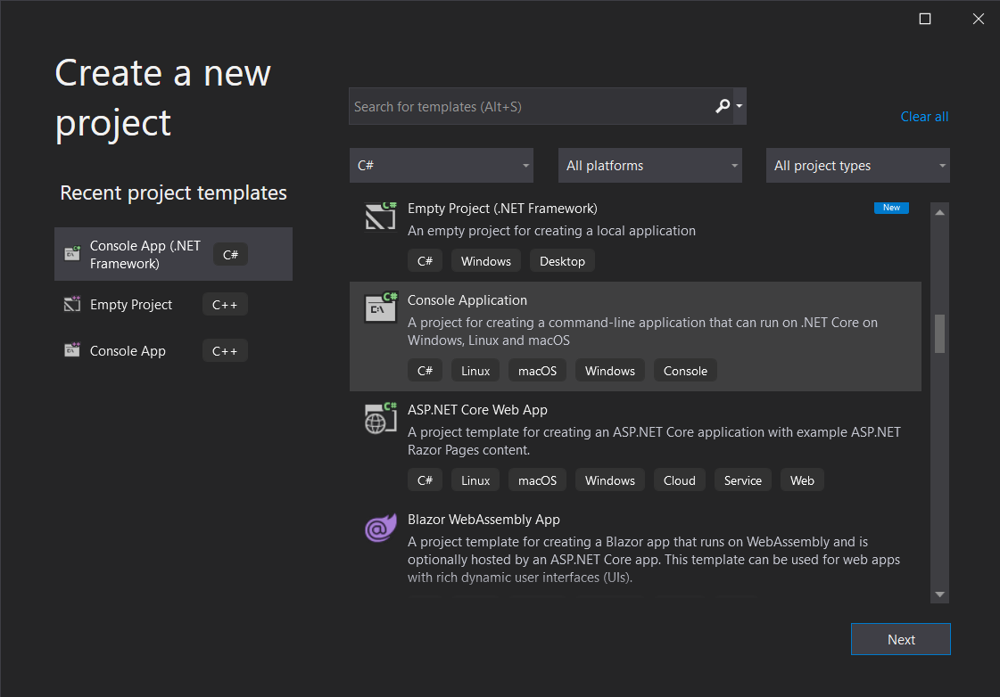 Create a new
project
Recent project templates
Console App (.NET
Framework)
C#
Empty Project
C++
Console App
C++
Search for templates (Alt+S)
Clear all
C#
All platforms
All project types
Empty Project (.NET Framework)
New
An empty project for creating a local application
C#
Windows
Desktop
Console Application
A project for creating a command-line application that can run on .NET Core on
Windows, Linux and macOS
C#
Linux
macOS
Windows
Console
ASP.NET Core Web App
A project template for creating an ASP.NET Core application with example ASP.NET
Razor Pages content.
C#
Linux
macOS
Windows
Cloud
Service
Web
Blazor WebAssembly App
A project template for creating a Blazor app that runs on WebAssembly and is
optionally hosted by an ASP.NET Core app. This template can be used for web apps
with rich dynamic user interfaces (UIs).
Next